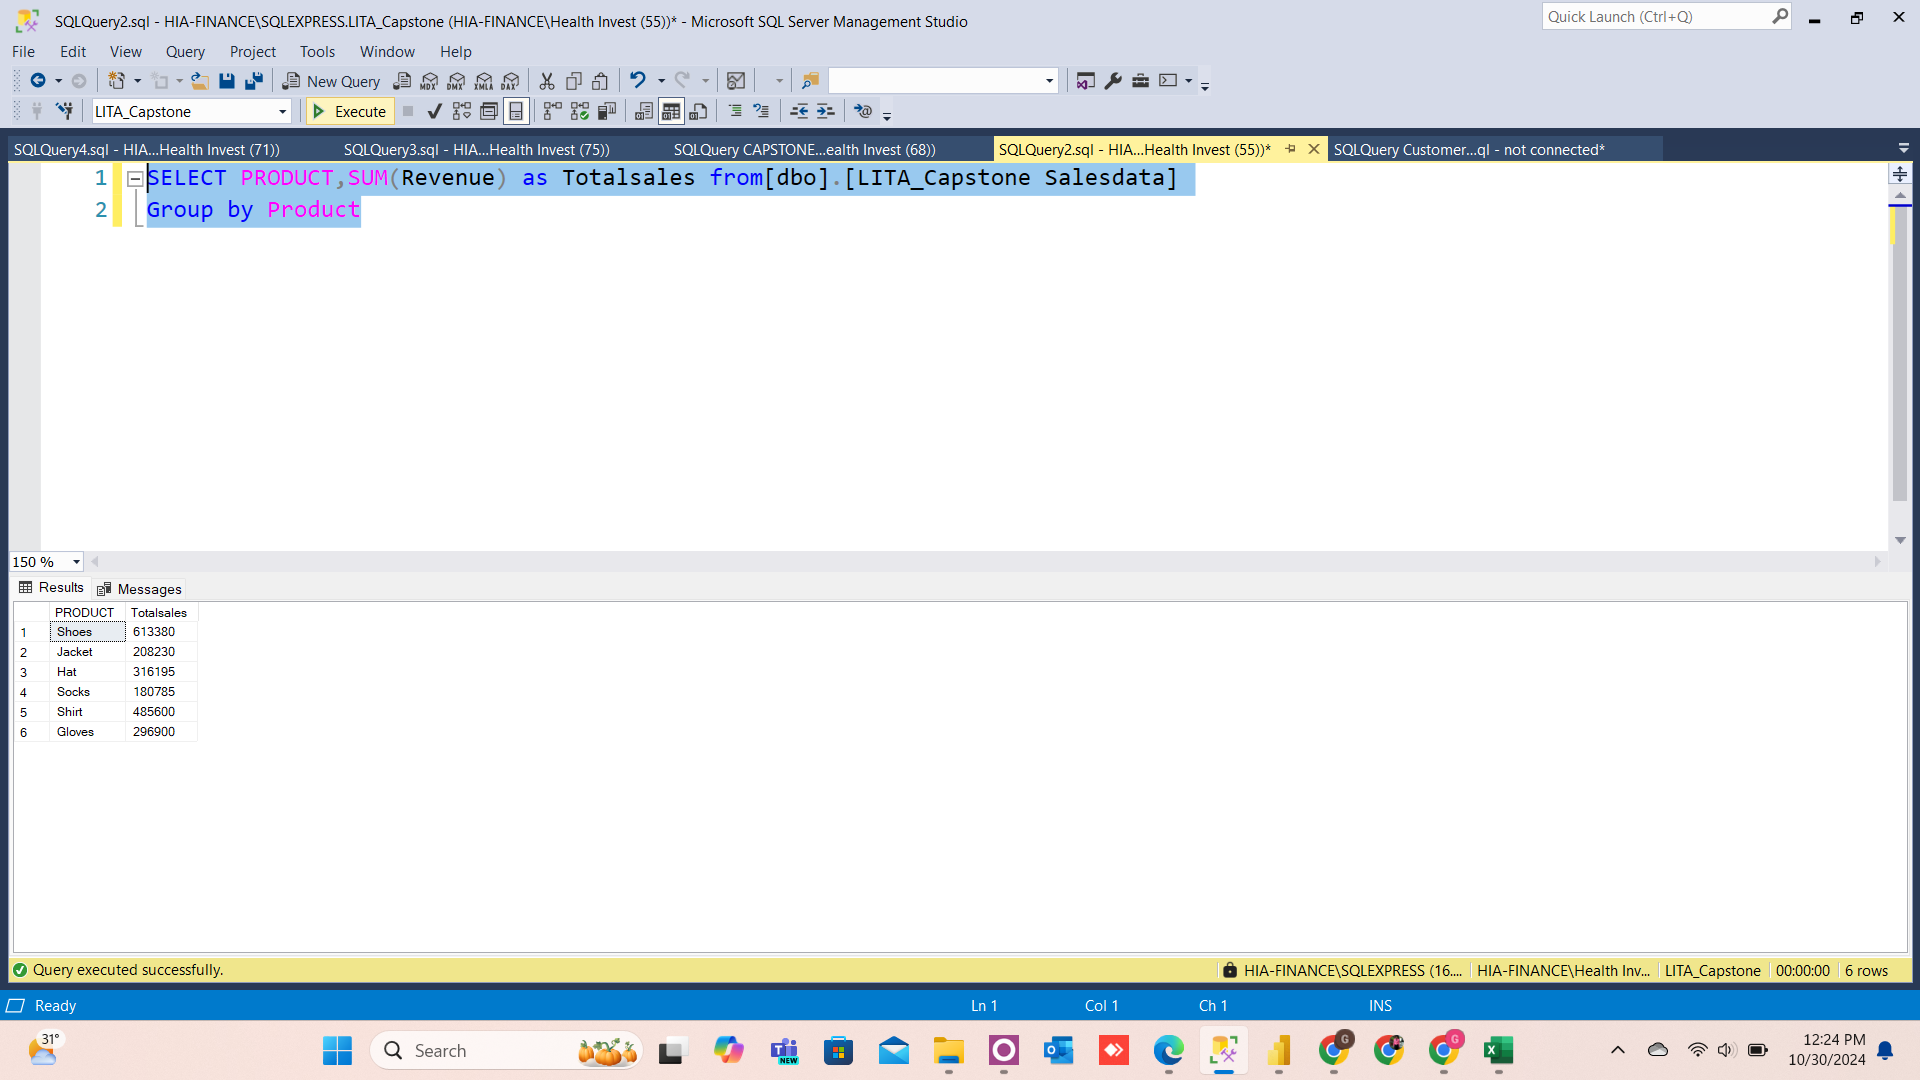 SQLQuery2.sql - HIA-FINANCE\SQLEXPRESS.LITA_Capstone (HIA-FINANCE\Health Invest (55))* - Microsoft SQL Server Management Studio
Quick Launch (Ctrl+Q)
File Edit View Query Project Tools Window Help
New Query MDX DMX XMLA DAX
LITA_Capstone Execute
SQLQuery4.sql - HIA...Health Invest (71)) SQLQuery3.sql - HIA...Health Invest (75)) SQLQuery CAPSTONE...ealth Invest (68)) SQLQuery2.sql - HIA...Health Invest (55))* SQLQuery Customer...ql - not connected*
1 SELECT PRODUCT,SUM(Revenue) as Totalsales from[dbo].[LITA_Capstone Salesdata]
2 Group by Product
150 %
Results Messages
PRODUCT Totalsales
1 Shoes 613380
2 Jacket 208230
3 Hat 316195
4 Socks 180785
5 Shirt 485600
6 Gloves 296900
Query executed successfully. HIA-FINANCE\SQLEXPRESS (16.... HIA-FINANCE\Health Inv... LITA_Capstone 00:00:00 6 rows
Ready Ln 1 Col 1 Ch 1 INS
31° Search NEW G G 12:24 PM
10/30/2024